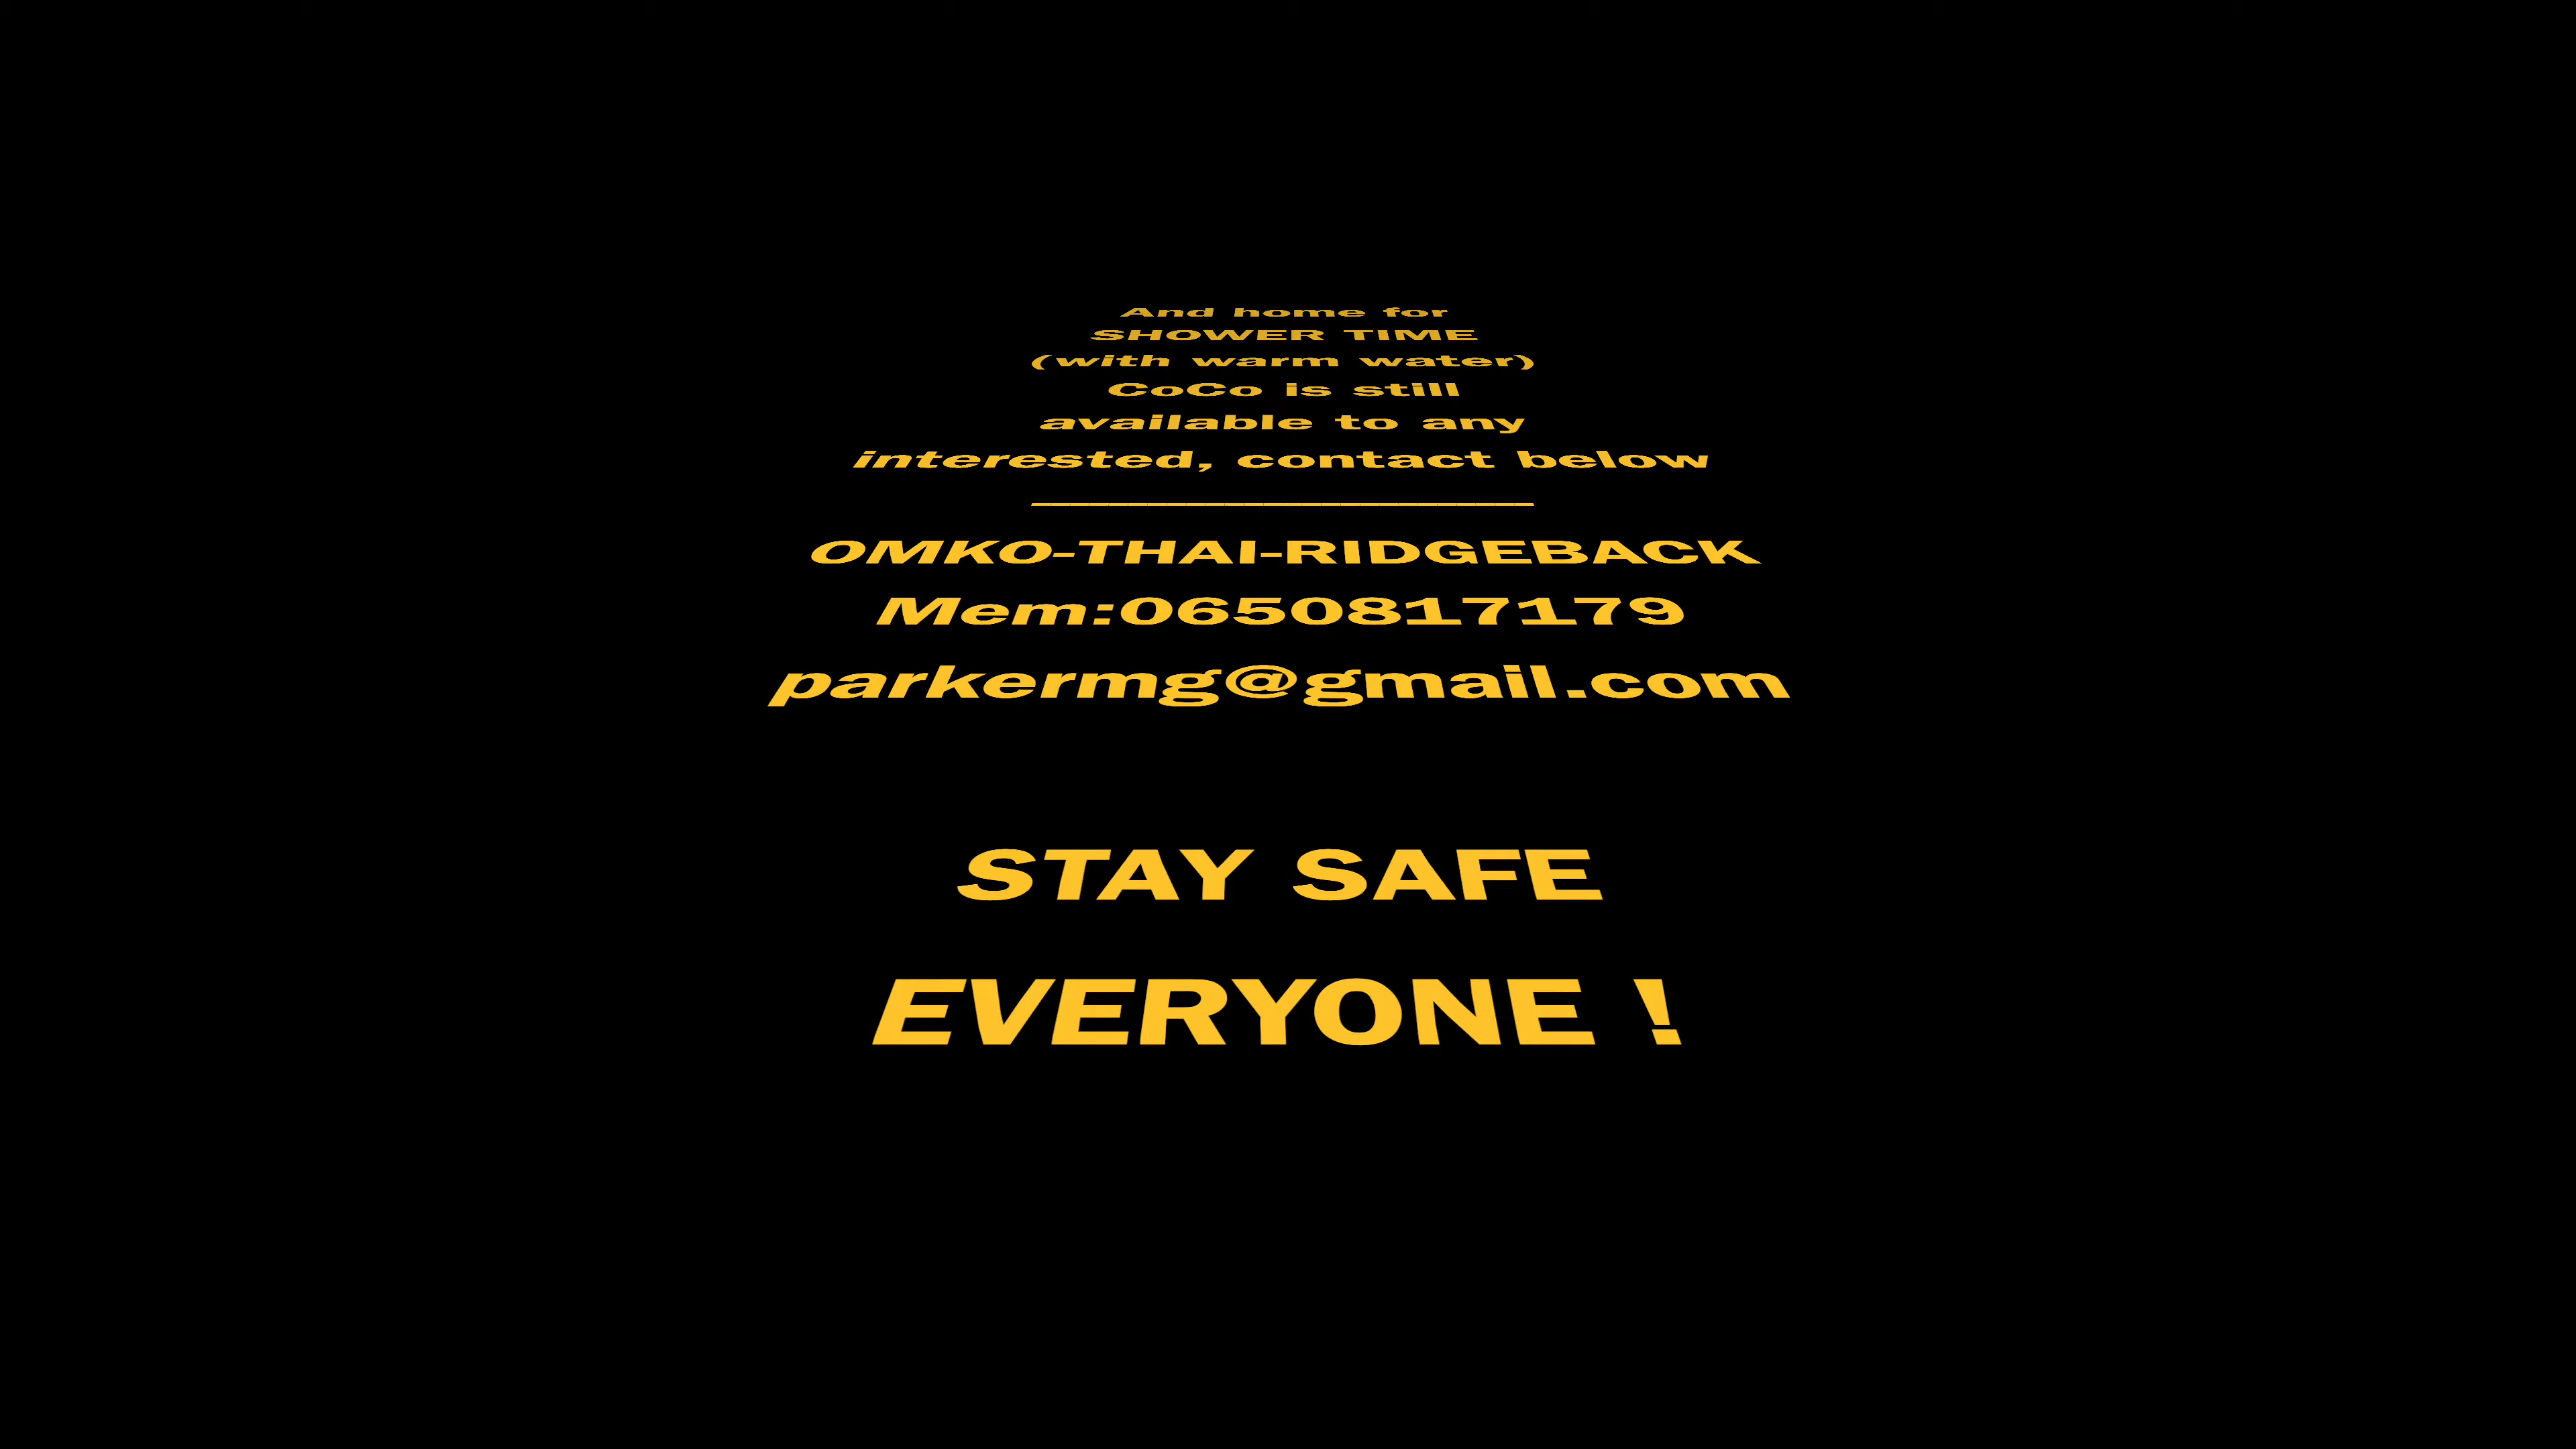 And home for
SHOWER TIME
(with warm water)
CoCo is still
available to any
interested, contact below
__________________________
OMKO-THAI-RIDGEBACK
Mem:0650817179
parkermg@gmail.com
STAY SAFE
EVERYONE !